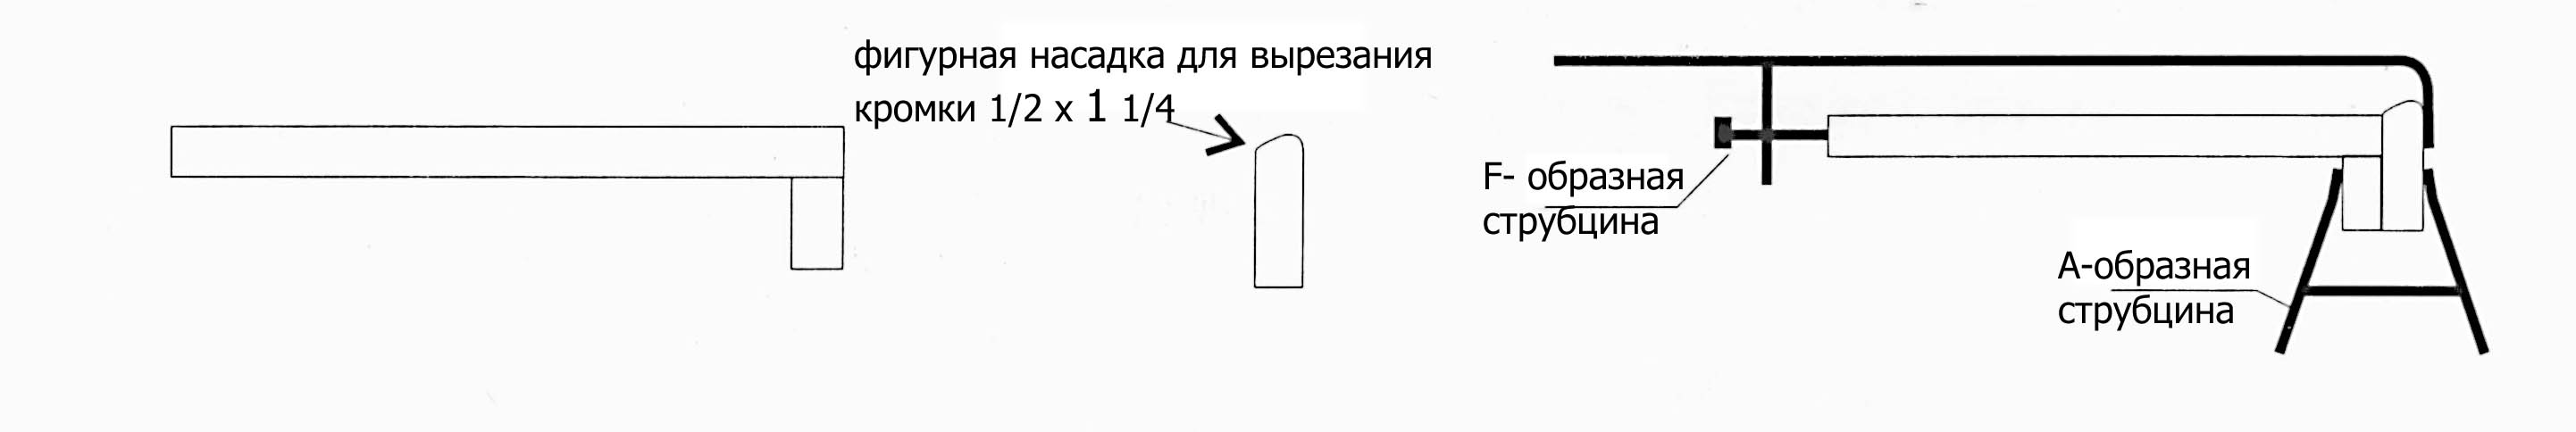 фигурная насадка для вырезания
кромки 1/2 х 1 1/4
F- образная
струбцина
А-образная
струбцина